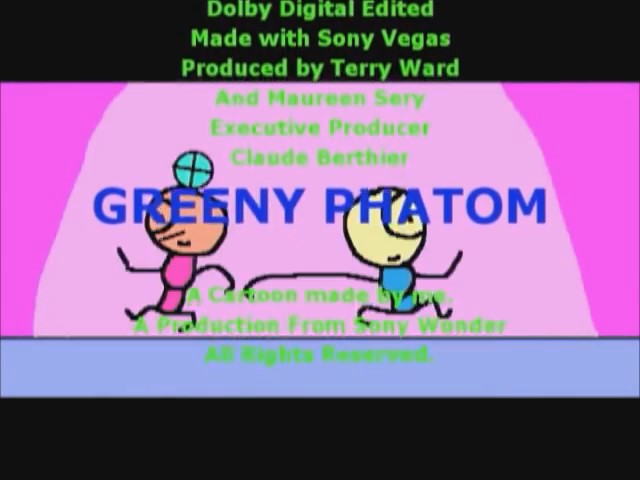 Dolby Digital Edited
Made with Sony Vegas
Produced by Terry Ward
And Maureen Sery
Executive Producer
Claude Berthier
GREENY PHATOM
A Cartoon made by me.
A Production From Sony Wonder
All Rights Reserved.